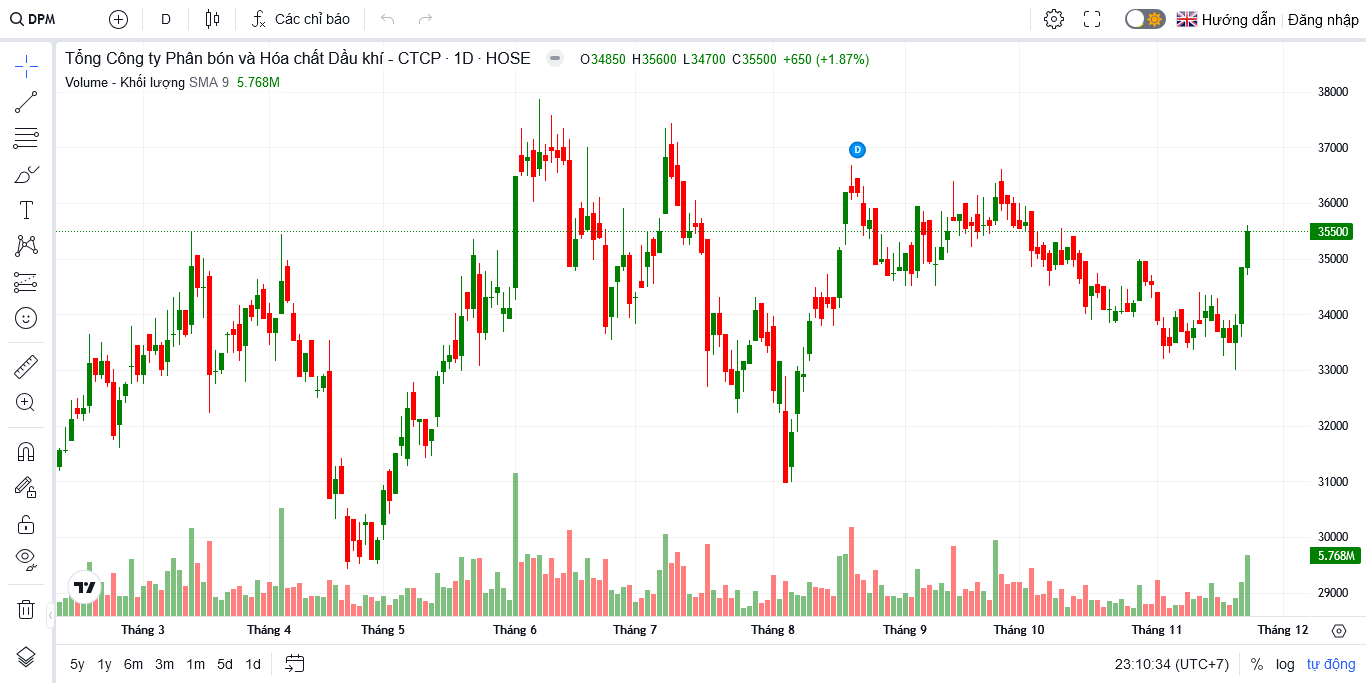 DPM D Các chỉ báo Hướng dẫn Đăng nhập
Tổng Công ty Phân bón và Hóa chất Dầu khí - CTCP · 1D · HOSE O34850 H35600 L34700 C35500 +650 (+1.87%)
Volume - Khối lượng SMA 9 5.768M
38000
37000
D
36000
35500
35000
34000
33000
32000
31000
30000
5.768M
29000
Tháng 3 Tháng 4 Tháng 5 Tháng 6 Tháng 7 Tháng 8 Tháng 9 Tháng 10 Tháng 11 Tháng 12
5y 1y 6m 3m 1m 5d 1d 23:10:34 (UTC+7) % log tự động